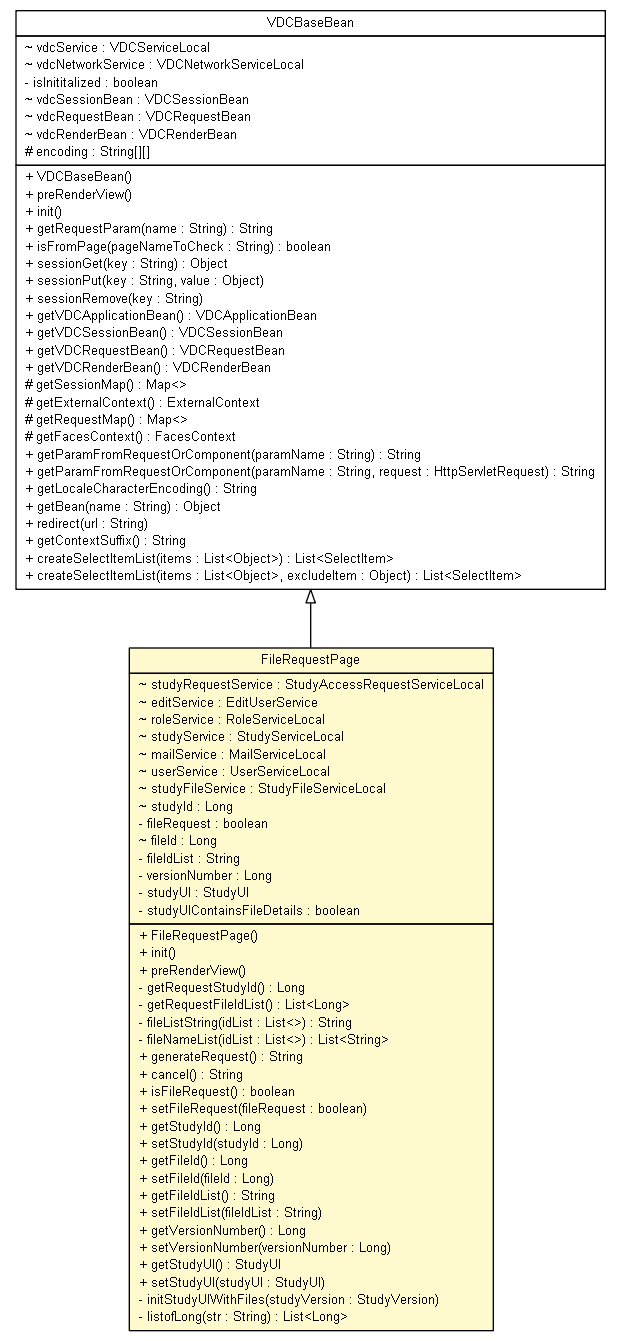 VDCBaseBean
~ vdcService : VDCServiceLocal
~ vdcNetworkService : VDCNetworkServiceLocal
- isInititalized : boolean
~ vdcSessionBean : VDCSessionBean
~ vdcRequestBean : VDCRequestBean
~ vdcRenderBean : VDCRenderBean
# encoding : String[][]
+ VDCBaseBean()
+ preRenderView()
+ init()
+ getRequestParam(name : String) : String
+ isFromPage(pageNameToCheck : String) : boolean
+ sessionGet(key : String) : Object
+ sessionPut(key : String, value : Object)
+ sessionRemove(key : String)
+ getVDCApplicationBean() : VDCApplicationBean
+ getVDCSessionBean() : VDCSessionBean
+ getVDCRequestBean() : VDCRequestBean
+ getVDCRenderBean() : VDCRenderBean
# getSessionMap() : Map<>
# getExternalContext() : ExternalContext
# getRequestMap() : Map<>
# getFacesContext() : FacesContext
+ getParamFromRequestOrComponent(paramName : String) : String
+ getParamFromRequestOrComponent(paramName : String, request : HttpServletRequest) : String
+ getLocaleCharacterEncoding() : String
+ getBean(name : String) : Object
+ redirect(url : String)
+ getContextSuffix() : String
+ createSelectItemList(items : List<Object>) : List<SelectItem>
+ createSelectItemList(items : List<Object>, excludeItem : Object) : List<SelectItem>
FileRequestPage
~ studyRequestService : StudyAccessRequestServiceLocal
~ editService : EditUserService
~ roleService : RoleServiceLocal
~ studyService : StudyServiceLocal
~ mailService : MailServiceLocal
~ userService : UserServiceLocal
~ studyFileService : StudyFileServiceLocal
~ studyId : Long
- fileRequest : boolean
~ fileId : Long
- fileIdList : String
- versionNumber : Long
- studyUI : StudyUI
- studyUIContainsFileDetails : boolean
+ FileRequestPage()
+ init()
+ preRenderView()
- getRequestStudyId() : Long
- getRequestFileIdList() : List<Long>
- fileListString(idList : List<>) : String
- fileNameList(idList : List<>) : List<String>
+ generateRequest() : String
+ cancel() : String
+ isFileRequest() : boolean
+ setFileRequest(fileRequest : boolean)
+ getStudyId() : Long
+ setStudyId(studyId : Long)
+ getFileId() : Long
+ setFileId(fileId : Long)
+ getFileIdList() : String
+ setFileIdList(fileIdList : String)
+ getVersionNumber() : Long
+ setVersionNumber(versionNumber : Long)
+ getStudyUI() : StudyUI
+ setStudyUI(studyUI : StudyUI)
- initStudyUIWithFiles(studyVersion : StudyVersion)
- listofLong(str : String) : List<Long>